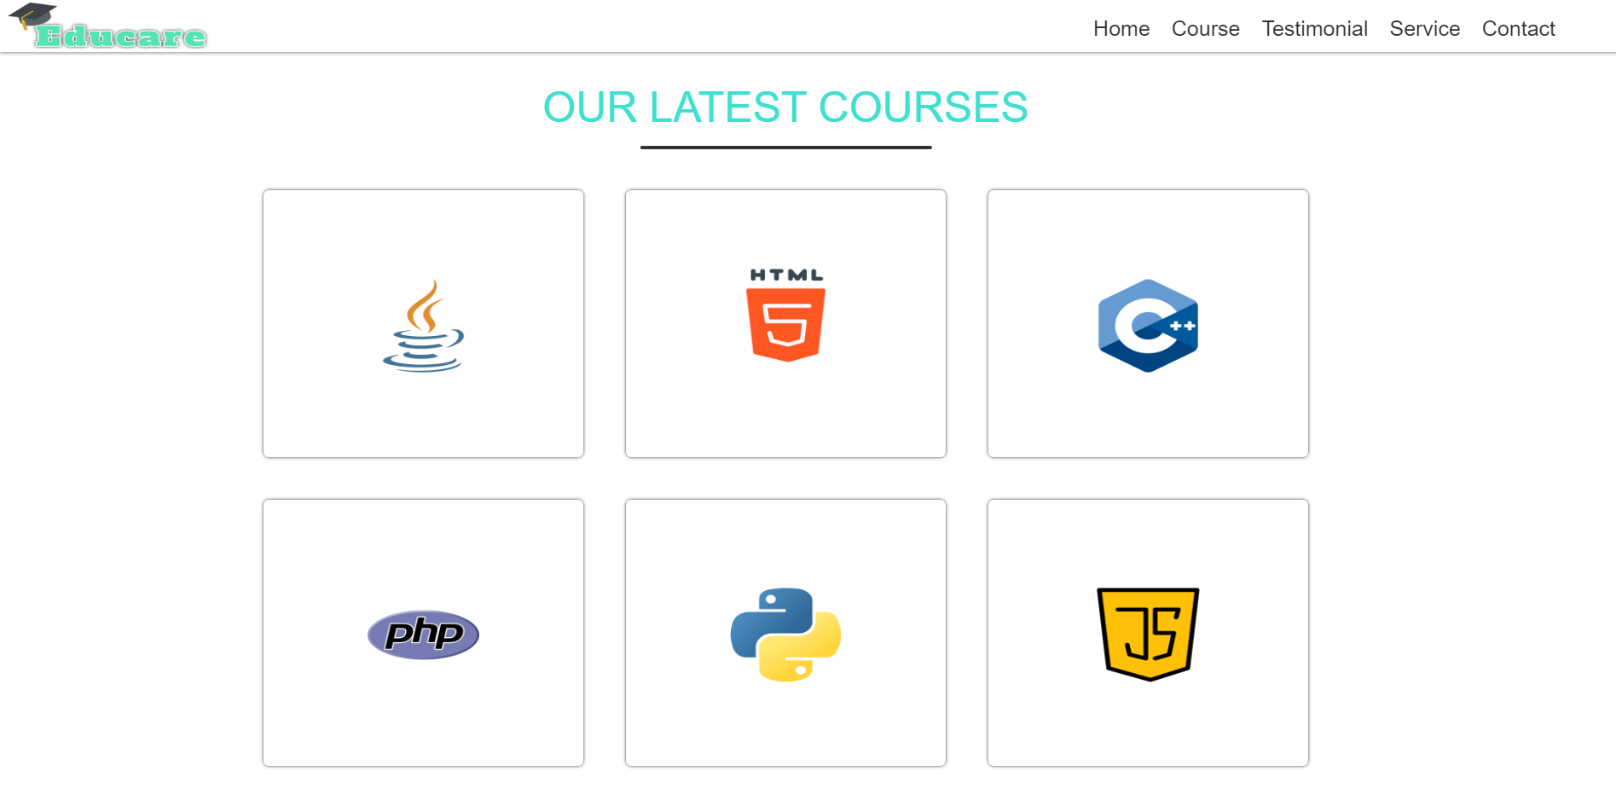 Educare
Home Course Testimonial Service Contact
OUR LATEST COURSES
HTML
5
C++
php
JS